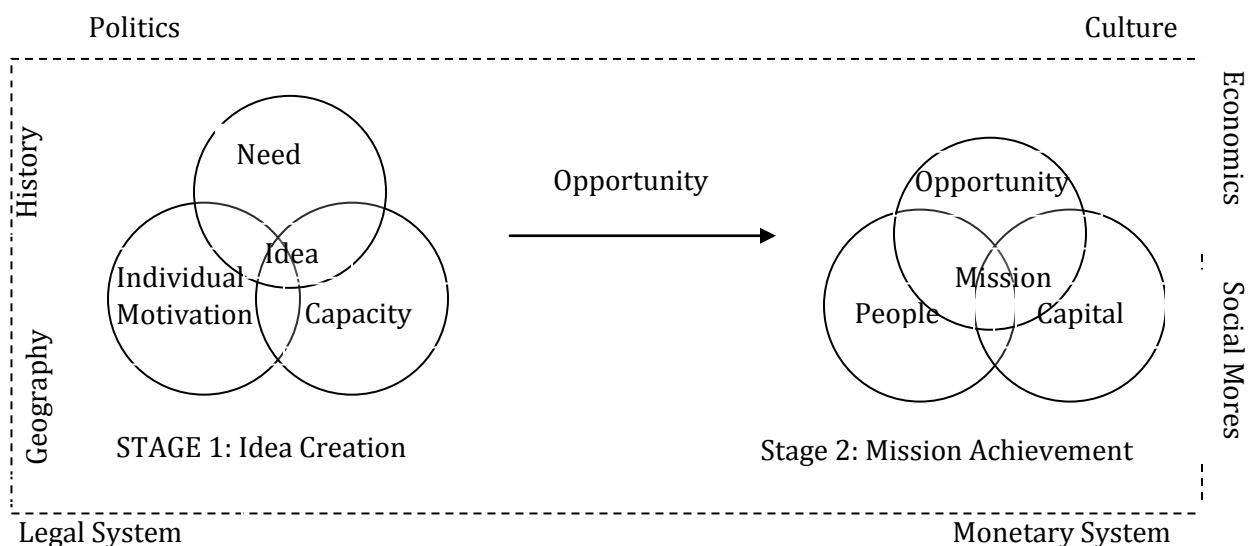 Politics
Culture
Economics
History
Need
Opportunity
Opportunity
Idea
Individual
Motivation
Capacity
Mission
People
Capital
Social Mores
Geography
STAGE 1: Idea Creation
Stage 2: Mission Achievement
Legal System
Monetary System